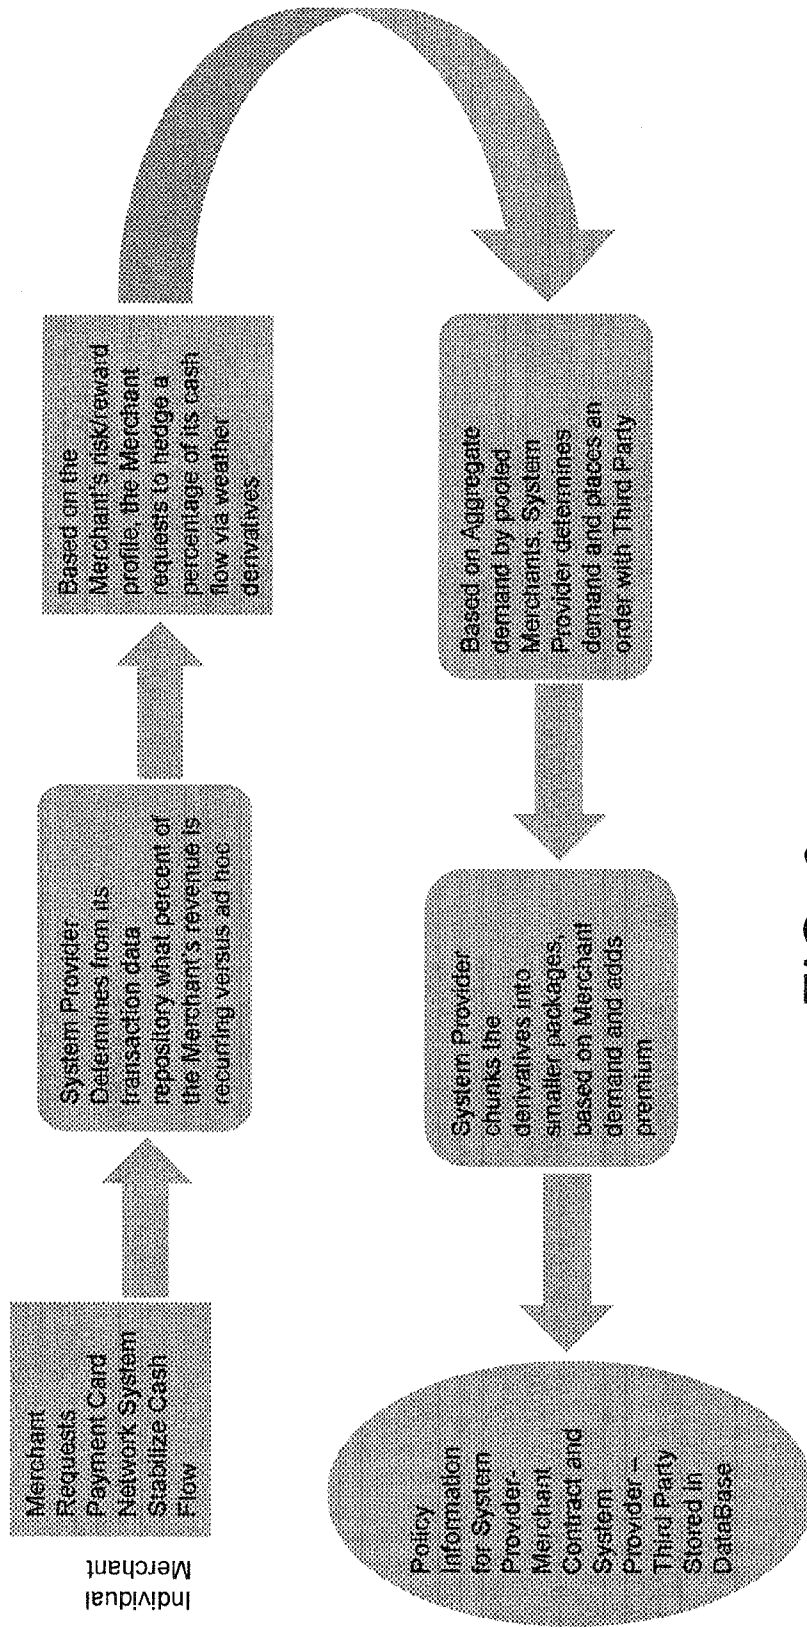 Individual
Merchant
Merchant
Requests
Payment Card
Network System
Stabilize Cash
Flow
System Provider
Determines from its
transaction data
repository what percent of
the Merchant's revenue is
recurring versus ad hoc
Based on the
Merchant's risk/reward
profile, the Merchant
requests to hedge a
percentage of its cash
flow via weather
derivatives
Based on Aggregate
demand by pooled
Merchants, System
Provider determines
demand and places an
order with Third Party
System Provider
chunks the
derivatives into
smaller packages,
based on Merchant
demand and adds
premium
Policy
Information
for System
Provider-
Merchant
Contract and
System
Provider –
Third Party
Stored in
DataBase